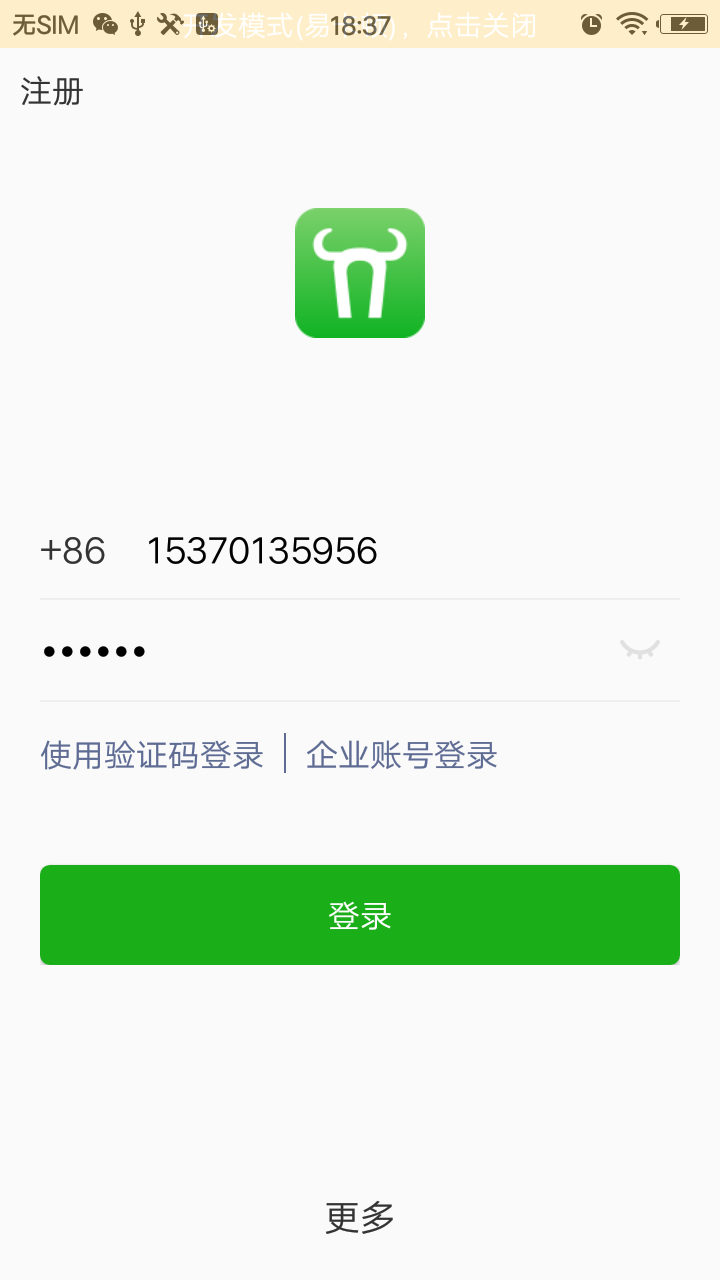 无SIM 18:37
开发模式(易 ), 点击关闭
注册
+86 15370135956
使用验证码登录 企业账号登录
登录
更多